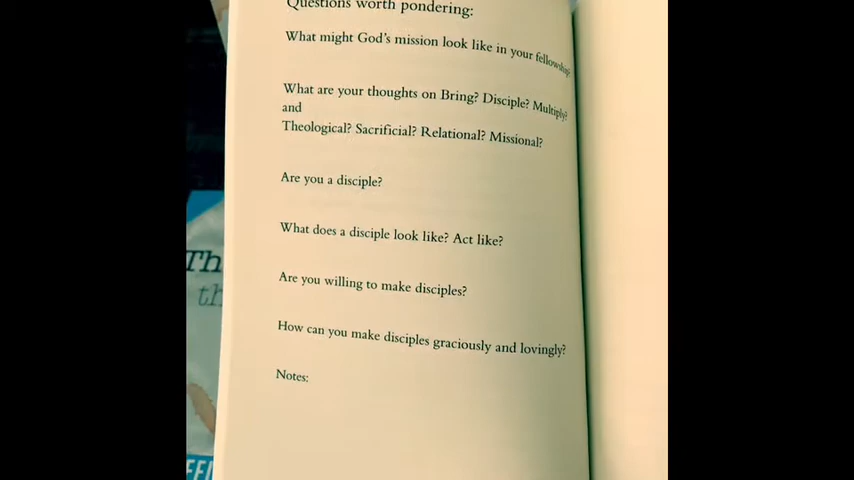 Questions worth pondering:
What might God's mission look like in your fellowship?
What are your thoughts on Bring? Disciple? Multiply?
and
Theological? Sacrificial? Relational? Missional?
Are you a disciple?
What does a disciple look like? Act like?
Are you willing to make disciples?
How can you make disciples graciously and lovingly?
Notes:
Th
th